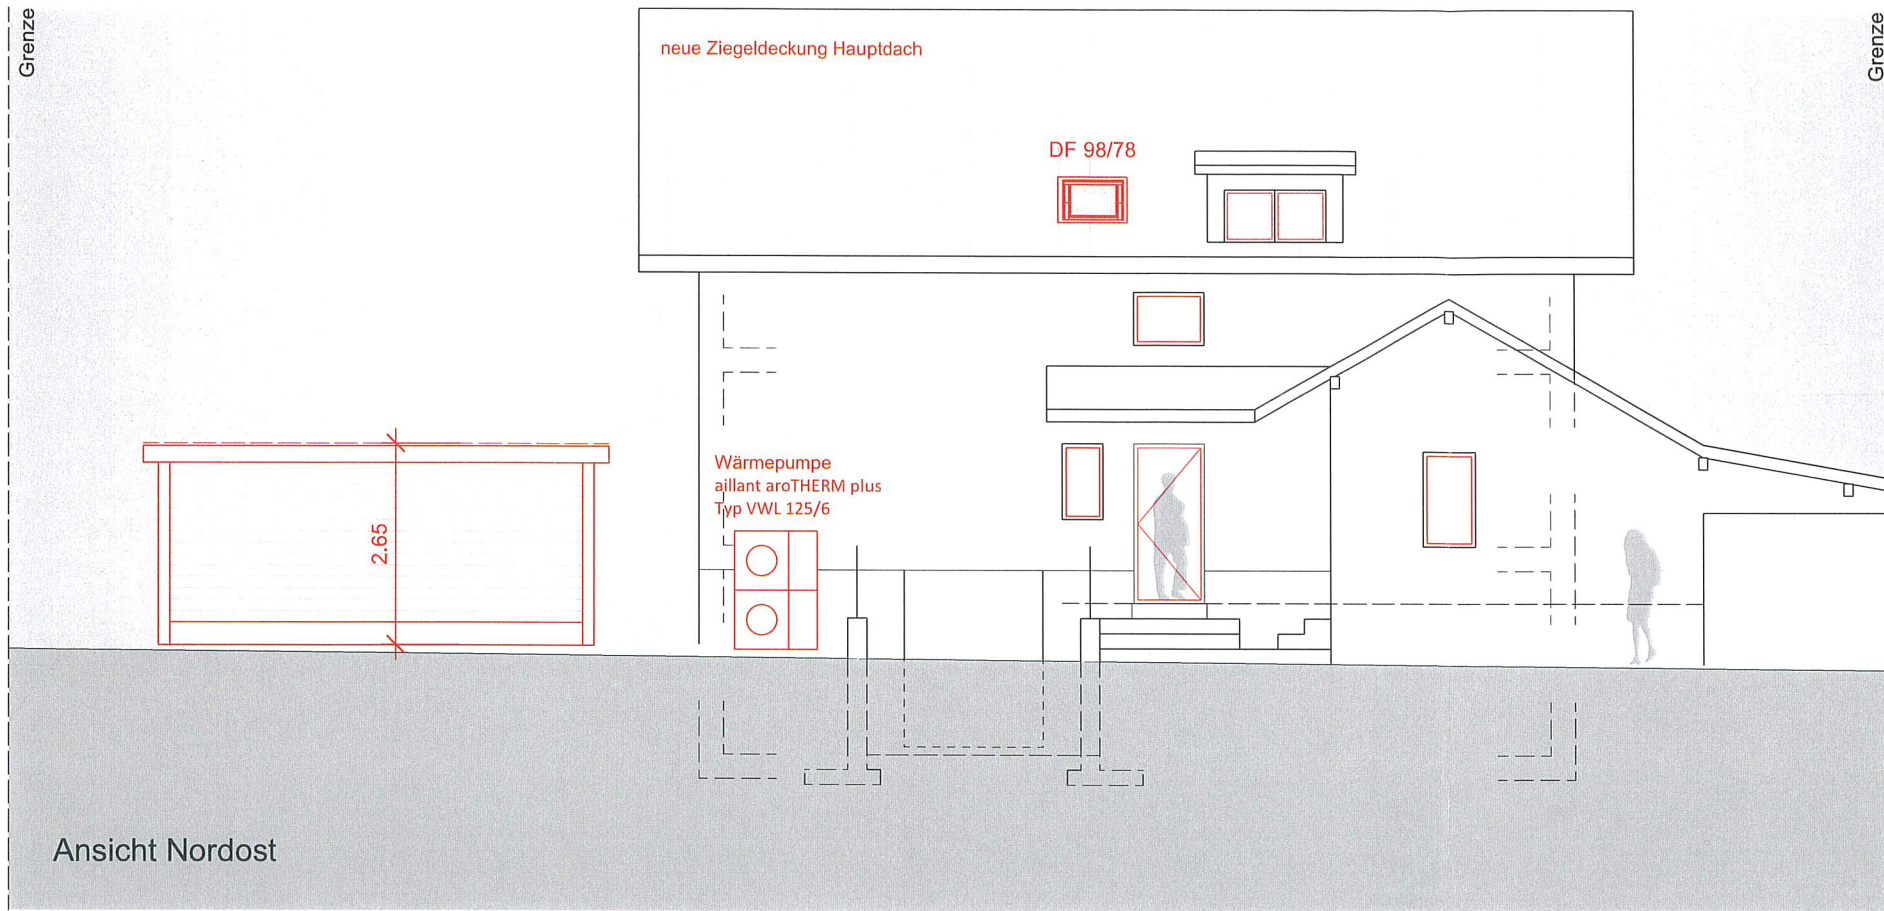 Grenze
Grenze
neue Ziegeldeckung Hauptdach
DF 98/78
Wärmepumpe
aillant aroTHERM plus
Typ VWL 125/6
2.65
Ansicht Nordost